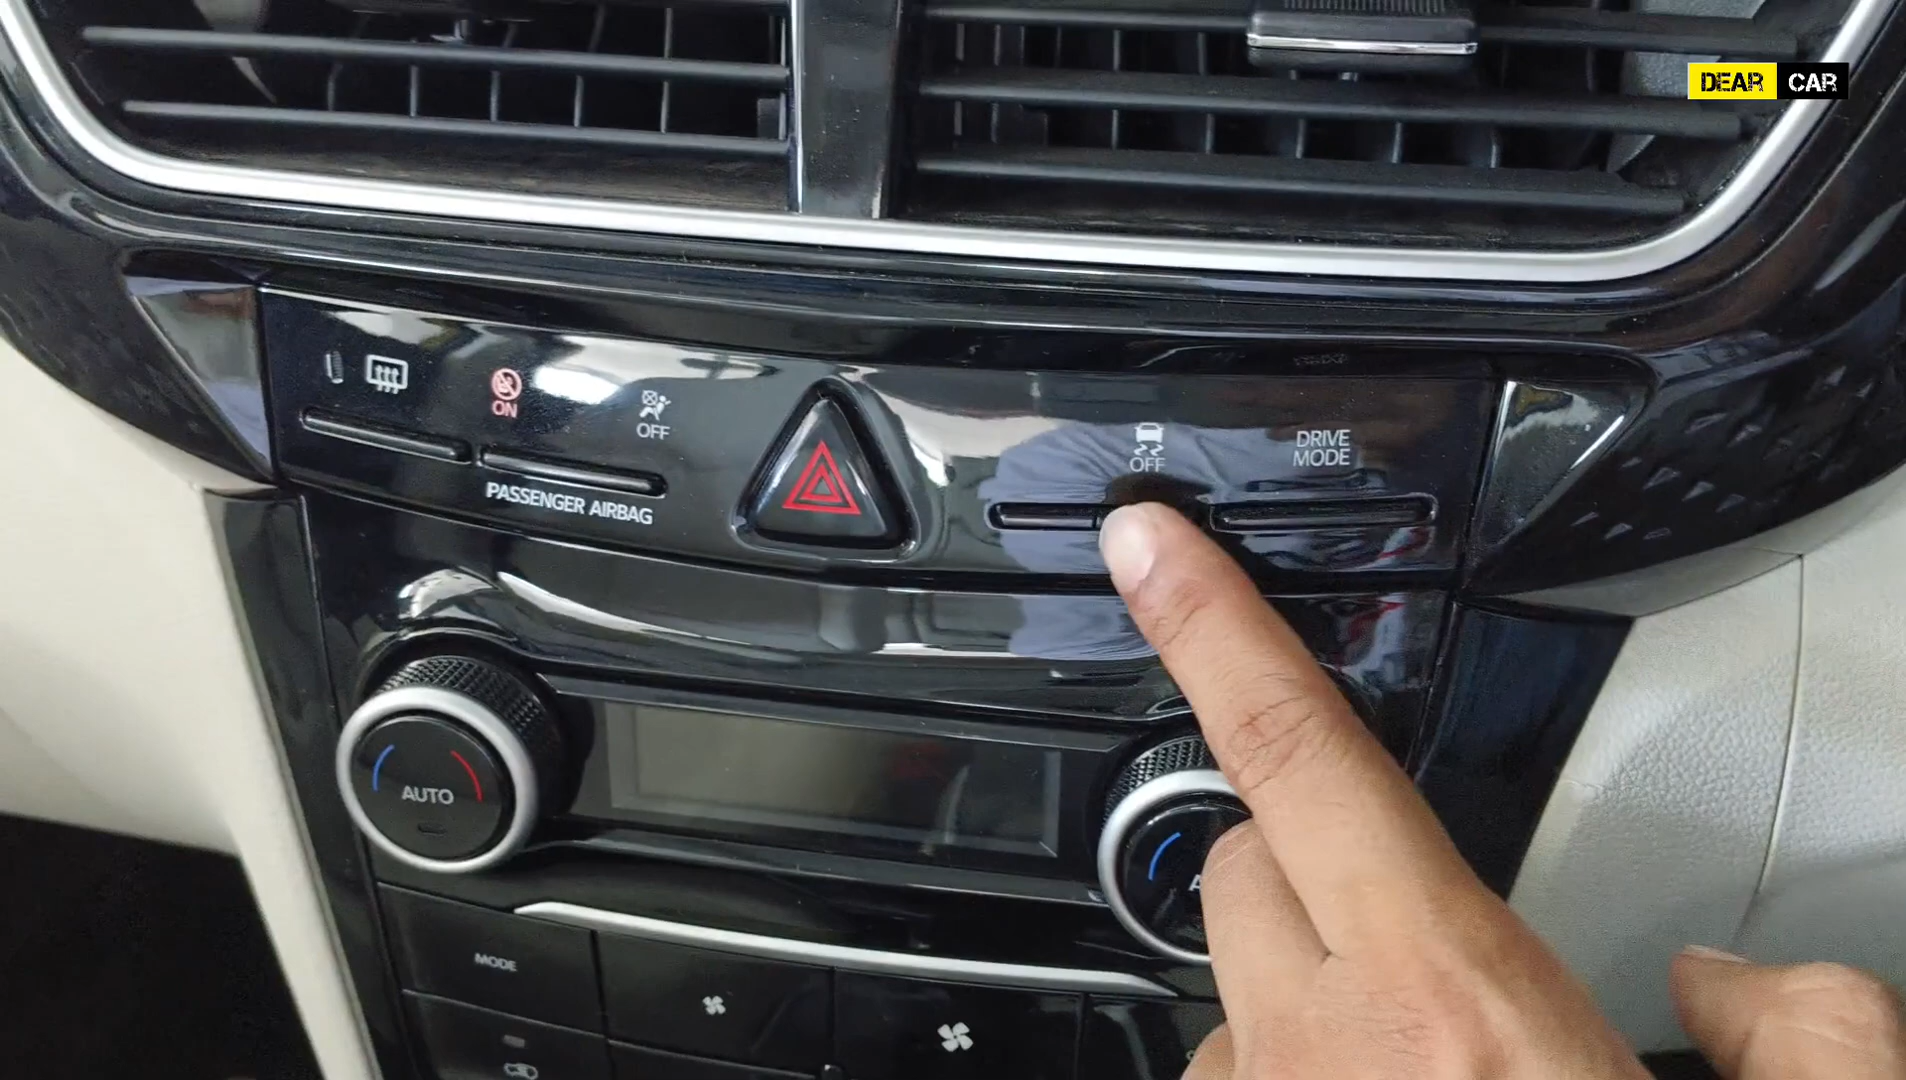 DEAR CAR
ON
OFF
PASSENGER AIRBAG
OFF
DRIVE
MODE
AUTO
MODE